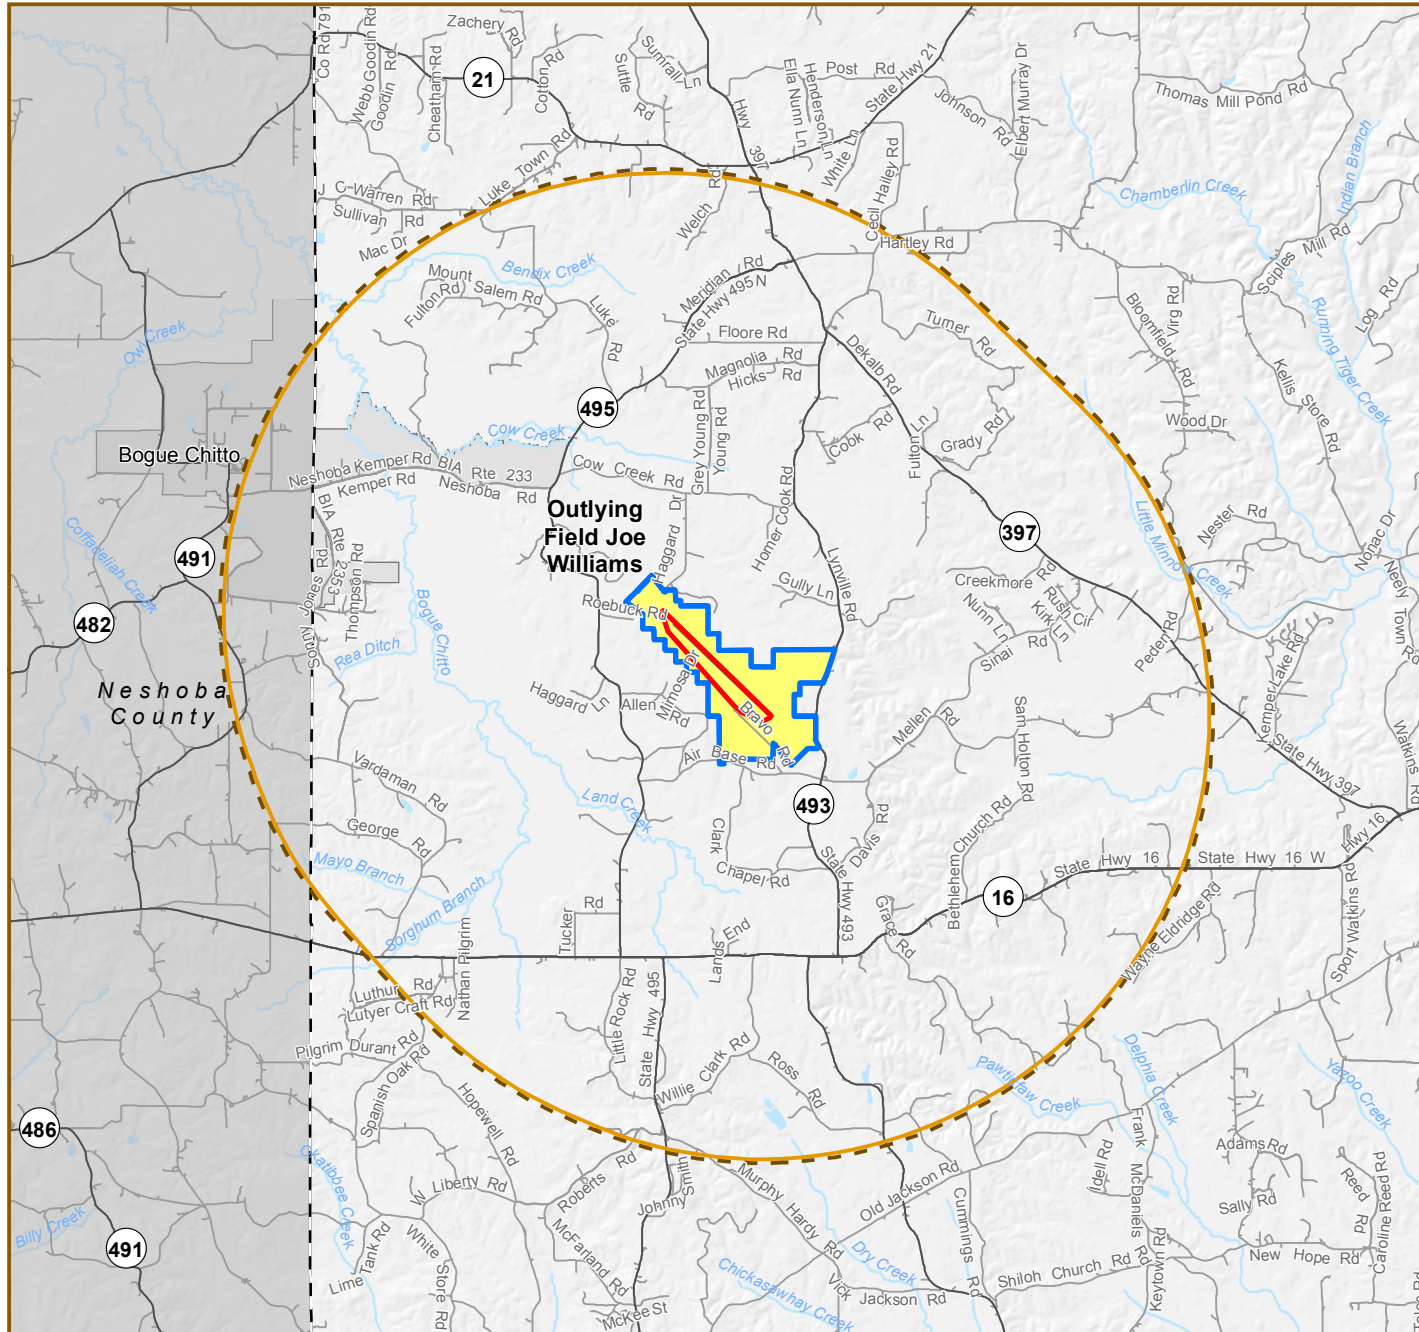 Co Rd 791
Webb Goodin Rd
Goodin Rd
Cheatham Rd
Zachery Rd
21
Cotton Rd
Suttle Rd
Sumrall Ln
Hwy 397
Ella Nunn Ln
Henderson Ln
Post Rd
State Hwy 21
White Ln
Johnson Rd
Elbert Murray Dr
Thomas Mill Pond Rd
Indian Branch
Chamberlin Creek
J C Warren Rd
Luke Town Rd
Sullivan Rd
Mac Dr
Welch Rd
Cecil Hailey Rd
Hartley Rd
Sciples Mill Rd
Log Rd
Running Tiger Creek
Bendix Creek
Mount Salem Rd
Fulton Rd
Luke Rd
Meridian Rd
State Hwy 495 N
Floore Rd
Magnolia Rd
Hicks Rd
Turner Rd
Dekalb Rd
Bloomfield Rd
Virg Rd
Kellis Store Rd
Wood Dr
Owl Creek
495
Cow Creek
Grey Young Rd
Young Rd
Cook Rd
Fulton Ln
Grady Rd
Bogue Chitto
Neshoba Kemper Rd BIA Rte 233
Kemper Rd Neshoba Rd
Cow Creek Rd
Outlying
Field Joe
Williams
Haggard Dr
Homer Cook Rd
Lynville Rd
Gully Ln
397
Little Minnow Creek
Nester Rd
Nonac Dr
Neely Town Rd
BIA Rte 233
Sonny Jones Rd
Thompson Rd
Coffadeliah Creek
491
482
Bogue Chitto
Rea Ditch
Roebuck Rd
Creekmore Rd
Rush Cir
Kirk Ln
Nunn Ln
Sinai Rd
Peden Rd
Kemper Lake Rd
Neshoba
County
Haggard Ln
Allen Rd
Mimosa Dr
Bravo Rd
Air Base Rd
Mellen Rd
Sam Holton Rd
State Hwy 397
Watkins Rd
Vardaman Rd
George Rd
Mayo Branch
Land Creek
Clark Chapel Rd
493
State Hwy 493
Davis Rd
Bethlehem Church Rd
State Hwy 16
State Hwy 16 W
Hwy 16
16
Grace Rd
Wayne Eldridge Rd
Sport Watkins Rd
Sorghum Branch
Tucker Rd
Lands End
Nathan Pilgrim
Luthur Rd
Lutyer Craft Rd
Little Rock Rd
State Hwy 495
Willie Clark Rd
Ross Rd
Pilgrim Durant Rd
Spanish Oak Rd
Hopewell Rd
Pawticfaw Creek
Delphia Creek
Yazoo Creek
486
Okatibbee Creek
Frank McDaniels Rd
Adams Rd
Idell Rd
Reed Rd
Caroline Reed Rd
Sally Rd
W Liberty Rd
Roberts Rd
Johnny Smith
Murphy Hardy Rd
Old Jackson Rd
Cummings Rd
Billy Creek
491
Lime Tank Rd
White Store Rd
McFarland Rd
McKee St
Chickasawhay Creek
Dry Creek
Vick
Jackson Rd
Shiloh Church Rd
Keytown Rd
New Hope Rd